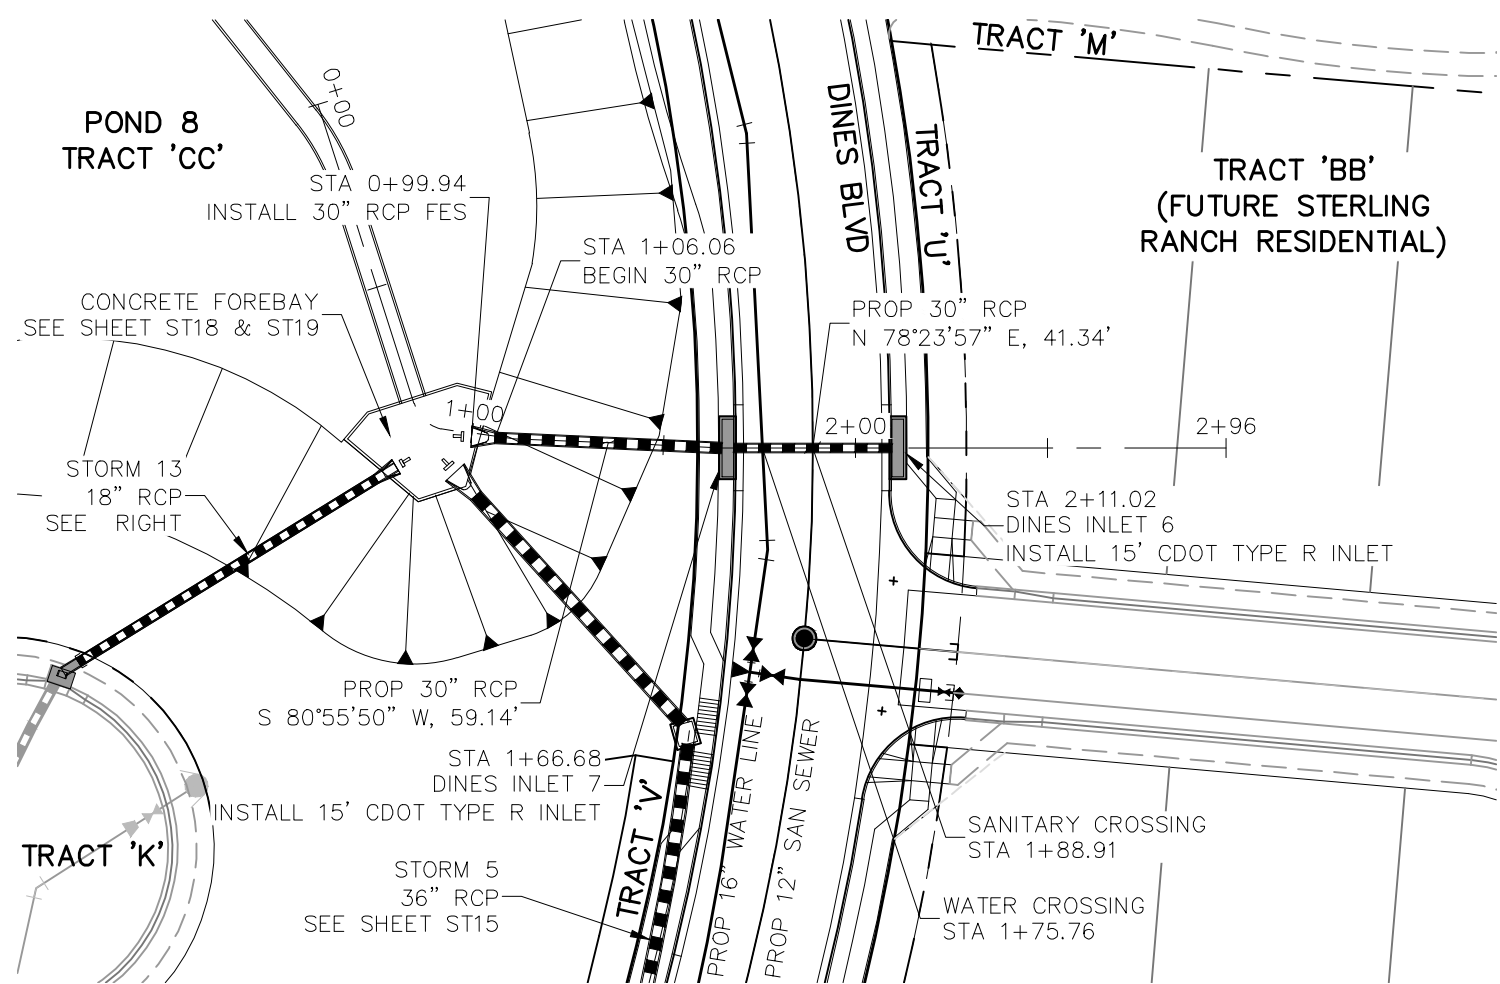 TRACT 'M'
0+00
POND 8
TRACT 'CC'
DINES BLVD
TRACT 'U'
TRACT 'BB'
(FUTURE STERLING
RANCH RESIDENTIAL)
STA 0+99.94
INSTALL 30" RCP FES
STA 1+06.06
BEGIN 30" RCP
CONCRETE FOREBAY
SEE SHEET ST18 & ST19
PROP 30" RCP
N 78°23'57" E, 41.34'
1+00
2+00
2+96
STORM 13
18" RCP
SEE RIGHT
STA 2+11.02
DINES INLET 6
INSTALL 15' CDOT TYPE R INLET
PROP 30" RCP
S 80°55'50" W, 59.14'
STA 1+66.68
DINES INLET 7
INSTALL 15' CDOT TYPE R INLET
TRACT 'V'
PROP 16" WATER LINE
PROP 12" SAN SEWER
SANITARY CROSSING
STA 1+88.91
TRACT 'K'
STORM 5
36" RCP
SEE SHEET ST15
WATER CROSSING
STA 1+75.76